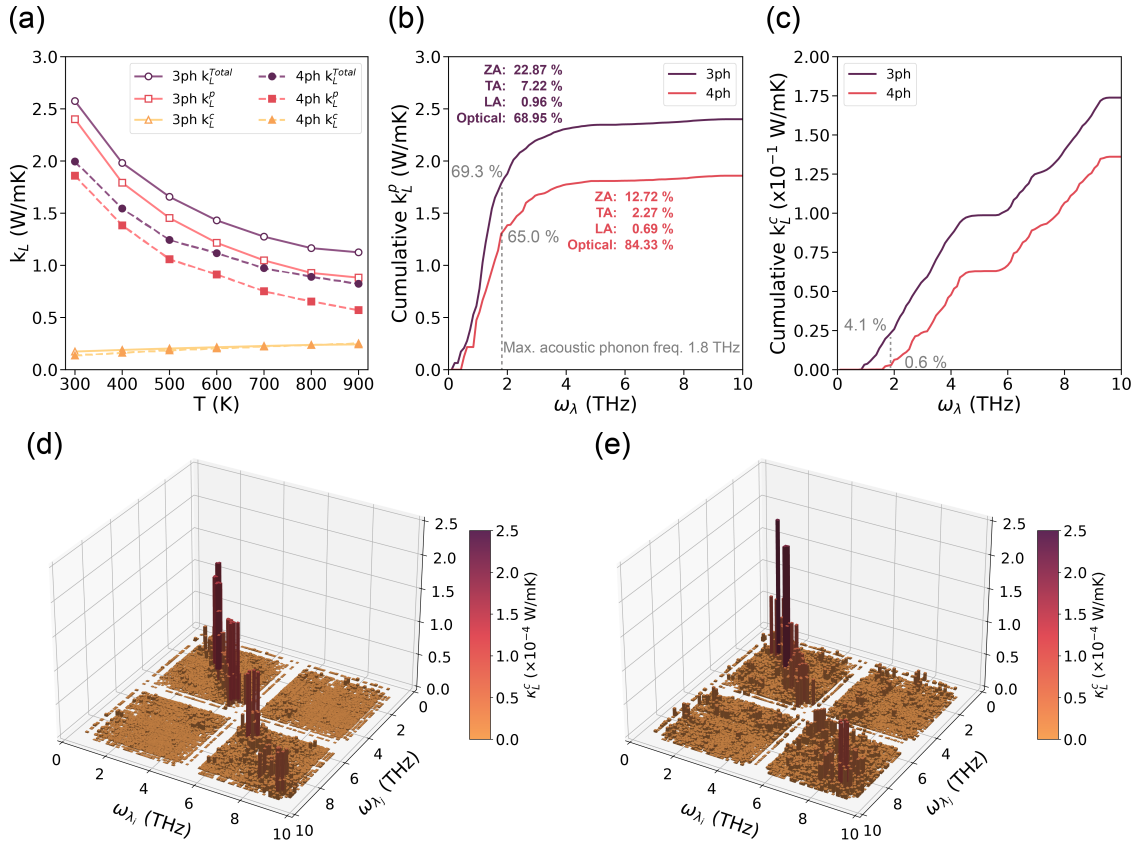 (a)
3.0
2.5
2.0
1.5
1.0
0.5
0.0
k_L (W/mK)
300 400 500 600 700 800 900
T (K)
3ph k_L^Total
3ph k_L^p
3ph k_L^c
4ph k_L^Total
4ph k_L^p
4ph k_L^c
(b)
3.0
2.5
2.0
1.5
1.0
0.5
0.0
Cumulative k_L^p (W/mK)
0 2 4 6 8 10
ω_λ (THz)
ZA: 22.87 %
TA: 7.22 %
LA: 0.96 %
Optical: 68.95 %
3ph
4ph
69.3 %
65.0 %
ZA: 12.72 %
TA: 2.27 %
LA: 0.69 %
Optical: 84.33 %
Max. acoustic phonon freq. 1.8 THz
(c)
2.00
1.75
1.50
1.25
1.00
0.75
0.50
0.25
0.00
Cumulative k_L^c (x10^−1 W/mK)
0 2 4 6 8 10
ω_λ (THz)
3ph
4ph
4.1 %
0.6 %
(d)
2.5
2.0
1.5
1.0
0.5
0.0
0 2 4 6 8 10
ω_λ_i (THz)
0
2
4
6
8
10
ω_λ_j (THz)
2.5
2.0
1.5
1.0
0.5
0.0
κ_L^c (×10^−4 W/mK)
(e)
2.5
2.0
1.5
1.0
0.5
0.0
0 2 4 6 8 10
ω_λ_i (THz)
0
2
4
6
8
10
ω_λ_j (THz)
2.5
2.0
1.5
1.0
0.5
0.0
κ_L^c (×10^−4 W/mK)